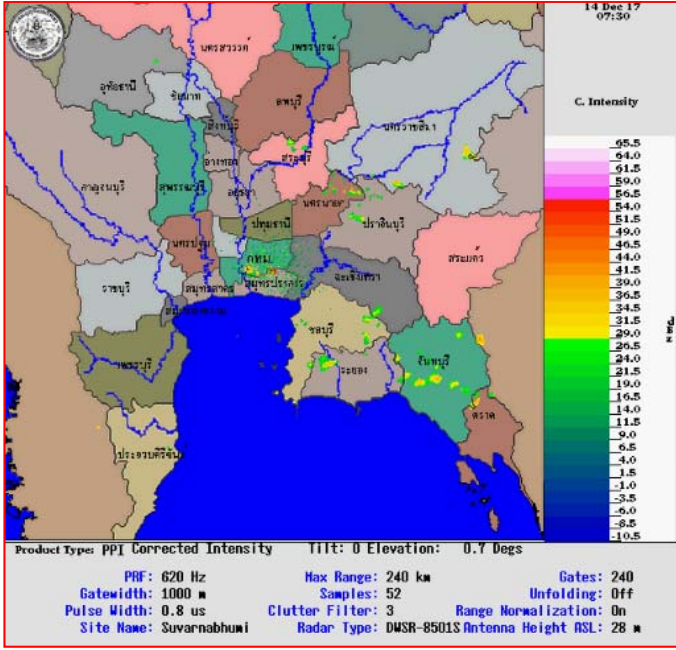 14 Dec 17
07:30
C. Intensity
นครสวรรค์
เพชรบูรณ์
อุทัยธานี
ชัยนาท
ลพบุรี
สิงห์บุรี
นครราชสีมา
อ่างทอง
สระบุรี
กาญจนบุรี
สุพรรณบุรี
อยุธยา
นครนายก
ปราจีนบุรี
ปทุมธานี
นครปฐม
กทม.
สระแก้ว
ราชบุรี
สมุทรสาคร
สมุทรปราการ
ฉะเชิงเทรา
ชลบุรี
เพชรบุรี
ระยอง
จันทบุรี
ตราด
ประจวบคีรีขันธ์
65.5
64.0
61.5
59.0
56.5
54.0
51.5
49.0
46.5
44.0
41.5
39.0
36.5
34.0
31.5
29.0
26.5
24.0
21.5
19.0
16.5
14.0
11.5
9.0
6.5
4.0
1.5
-1.0
-3.5
-6.0
-8.5
-10.5
Product Type: PPI Corrected Intensity Tilt: 0 Elevation: 0.7 Degs
PRF: 620 Hz Max Range: 240 km Gates: 240
Gatewidth: 1000 m Samples: 52 Unfolding: Off
Pulse Width: 0.8 us Clutter Filter: 3 Range Normalization: On
Site Name: Suvarnabhumi Radar Type: DWSR-8501S Antenna Height ASL: 28 m